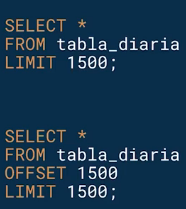 SELECT *
FROM tabla_diaria
LIMIT 1500;
SELECT *
FROM tabla_diaria
OFFSET 1500
LIMIT 1500;